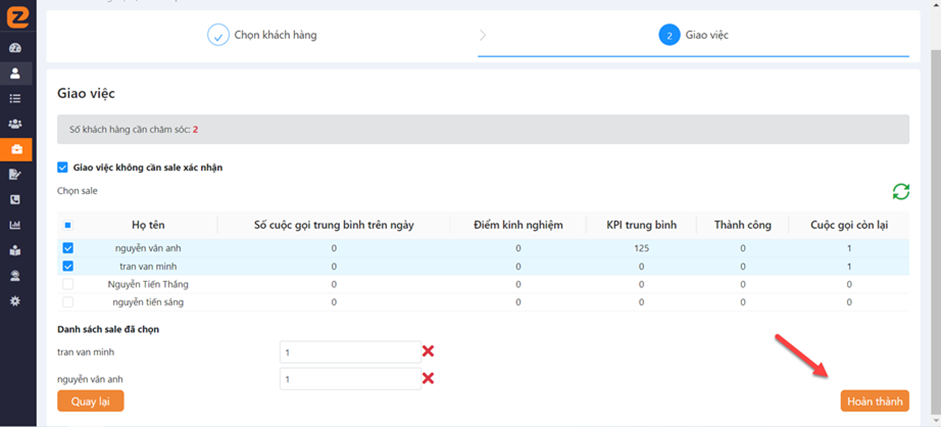 Chọn khách hàng
2 Giao việc
Giao việc
Số khách hàng cần chăm sóc: 2
Giao việc không cần sale xác nhận
Chọn sale
Họ tên Số cuộc gọi trung bình trên ngày Điểm kinh nghiệm KPI trung bình Thành công Cuộc gọi còn lại
nguyễn vân anh 0 0 125 0 1
tran van minh 0 0 0 0 1
Nguyễn Tiến Thắng 0 0 0 0 0
nguyễn tiến sáng 0 0 0 0 0
Danh sách sale đã chọn
tran van minh 1
nguyễn vân anh 1
Quay lại Hoàn thành